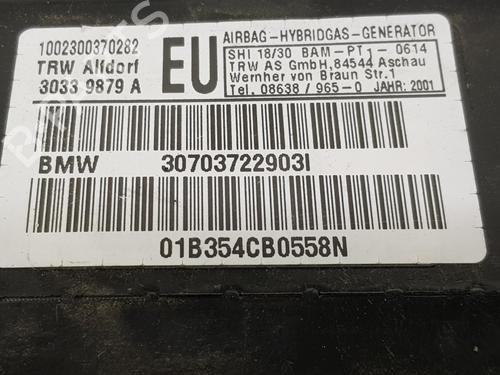 1002300370282
TRW Alfdorf
3033 9879 A
EU
AIRBAG-HYBRIDGAS-GENERATOR
SHI 18/30 BAM-PT1-0614
TRW AS GmbH,84544 Aschau
Wernher von Braun Str.1
Tel. 08638/965-0 JAHR: 2001
BMW 30703722903I
01B354CB0558N